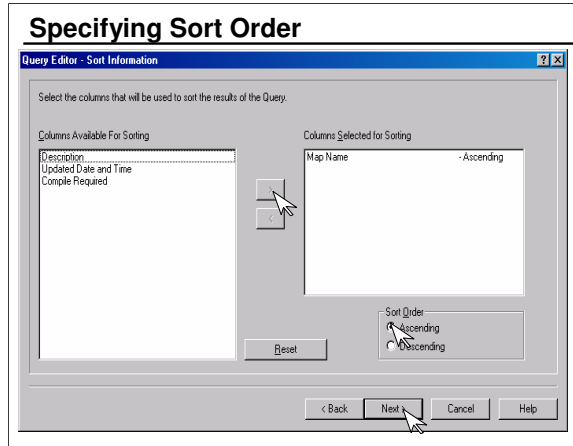 Specifying Sort Order
Query Editor - Sort Information
Select the columns that will be used to sort the results of the Query.
Columns Available For Sorting
Description
Updated Date and Time
Compile Required
>
<
Reset
Columns Selected for Sorting
Map Name - Ascending
Sort Order
Ascending
Descending
< Back
Next >
Cancel
Help